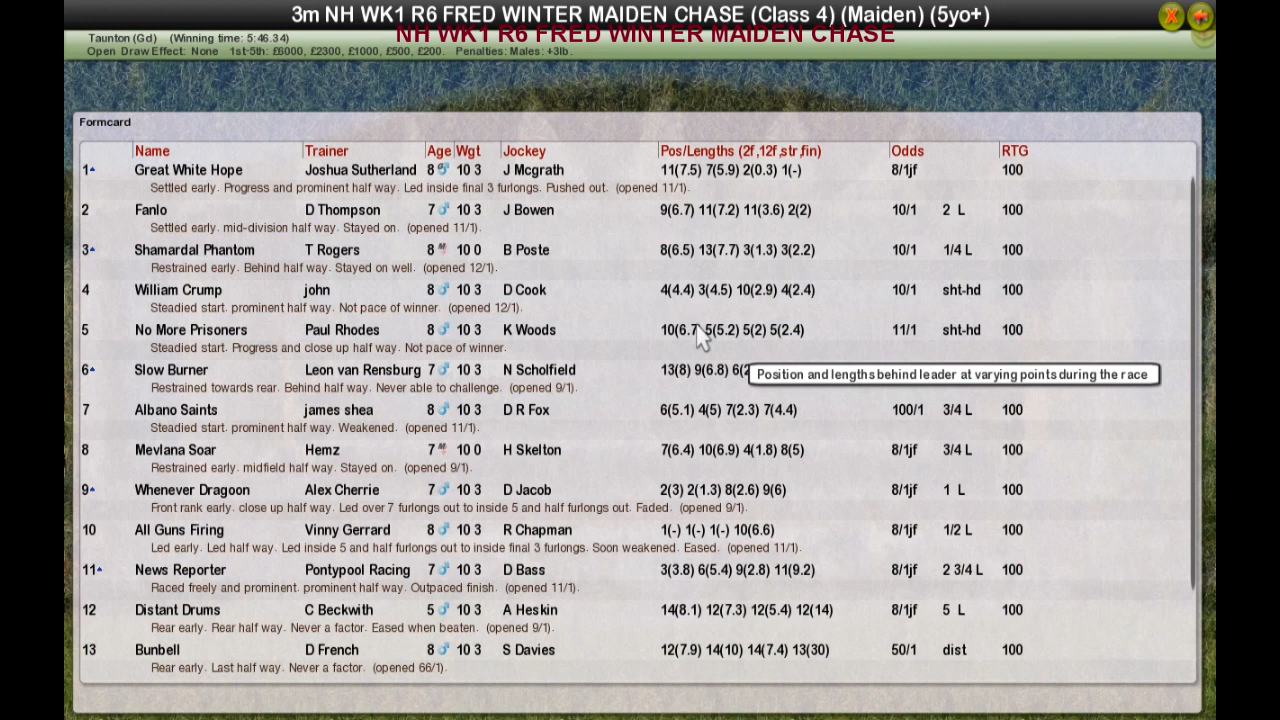 3m NH WK1 R6 FRED WINTER MAIDEN CHASE (Class 4) (Maiden) (5yo+)
NH WK1 R6 FRED WINTER MAIDEN CHASE
Taunton (Gd) (Winning time: 5:46.34)
Open Draw Effect: None 1st-5th: £6000, £2300, £1000, £500, £200. Penalties: Males: +3lb.
Formcard
Name Trainer Age Wgt Jockey Pos/Lengths (2f,12f,str,fin) Odds RTG
1 Great White Hope Joshua Sutherland 8 10 3 J Mcgrath 11(7.5) 7(5.9) 2(0.3) 1(-) 8/1jf 100
Settled early. Progress and prominent half way. Led inside final 3 furlongs. Pushed out. (opened 11/1).
2 Fanlo D Thompson 7 10 3 J Bowen 9(6.7) 11(7.2) 11(3.6) 2(2) 10/1 2 L 100
Settled early. mid-division half way. Stayed on. (opened 11/1).
3 Shamardal Phantom T Rogers 8 10 0 B Poste 8(6.5) 13(7.7) 3(1.3) 3(2.2) 10/1 1/4 L 100
Restrained early. Behind half way. Stayed on well. (opened 12/1).
4 William Crump john 8 10 3 D Cook 4(4.4) 3(4.5) 10(2.9) 4(2.4) 10/1 sht-hd 100
Steadied start. prominent half way. Not pace of winner. (opened 12/1).
5 No More Prisoners Paul Rhodes 8 10 3 K Woods 10(6.7) 5(5.2) 5(2) 5(2.4) 11/1 sht-hd 100
Steadied start. Progress and close up half way. Not pace of winner.
6 Slow Burner Leon van Rensburg 7 10 3 N Scholfield 13(8) 9(6.8) 6(2
Position and lengths behind leader at varying points during the race
Restrained towards rear. Behind half way. Never able to challenge. (opened 9/1).
7 Albano Saints james shea 8 10 3 D R Fox 6(5.1) 4(5) 7(2.3) 7(4.4) 100/1 3/4 L 100
Steadied start. prominent half way. Weakened. (opened 11/1).
8 Mevlana Soar Hemz 7 10 0 H Skelton 7(6.4) 10(6.9) 4(1.8) 8(5) 8/1jf 3/4 L 100
Restrained early. midfield half way. Stayed on. (opened 9/1).
9 Whenever Dragoon Alex Cherrie 7 10 3 D Jacob 2(3) 2(1.3) 8(2.6) 9(6) 8/1jf 1 L 100
Front rank early. close up half way. Led over 7 furlongs out to inside 5 and half furlongs out. Faded. (opened 9/1).
10 All Guns Firing Vinny Gerrard 8 10 3 R Chapman 1(-) 1(-) 1(-) 10(6.6) 8/1jf 1/2 L 100
Led early. Led half way. Led inside 5 and half furlongs out to inside final 3 furlongs. Soon weakened. Eased. (opened 11/1).
11 News Reporter Pontypool Racing 7 10 3 D Bass 3(3.8) 6(5.4) 9(2.8) 11(9.2) 8/1jf 2 3/4 L 100
Raced freely and prominent. prominent half way. Outpaced finish. (opened 11/1).
12 Distant Drums C Beckwith 5 10 3 A Heskin 14(8.1) 12(7.3) 12(5.4) 12(14) 8/1jf 5 L 100
Rear early. Rear half way. Never a factor. Eased when beaten. (opened 9/1).
13 Bunbell D French 8 10 3 S Davies 12(7.9) 14(10) 14(7.4) 13(30) 50/1 dist 100
Rear early. Last half way. Never a factor. (opened 66/1).